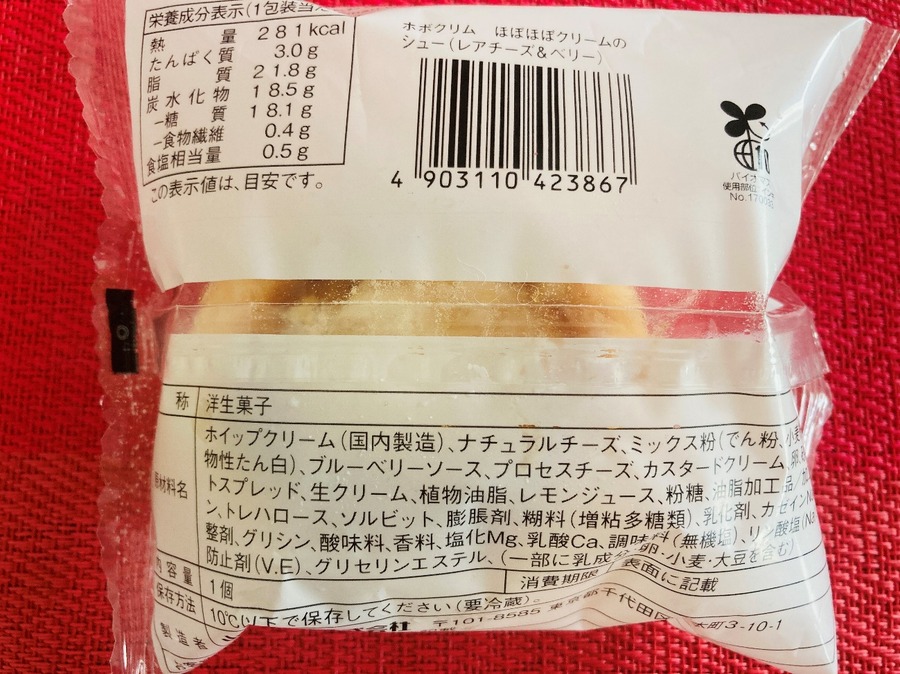 栄養成分表示(1包装当
熱量 281kcal
たんぱく質 3.0g
脂質 21.8g
炭水化物 18.5g
－糖質 18.1g
－食物繊維 0.4g
食塩相当量 0.5g
この表示値は、目安です。
ホボクリム ほぼほぼクリームの
シュー(レアチーズ&ベリー)
4 903110 423867
10
バイオ
使用部位
No.170
称 洋生菓子
原材料名
ホイップクリーム(国内製造)、ナチュラルチーズ、ミックス粉(でん粉、小麦
物性たん白)、ブルーベリーソース、プロセスチーズ、カスタードクリーム、卵、
トスプレッド、生クリーム、植物油脂、レモンジュース、粉糖、油脂加工品/加
ン、トレハロース、ソルビット、膨脹剤、糊料(増粘多糖類)、乳化剤、カゼインNa
整剤、グリシン、酸味料、香料、塩化Mg、乳酸Ca、調味料(無機塩)、リン酸塩(Na
防止剤(V.E)、グリセリンエステル、(一部に乳成分・卵・小麦・大豆を含む)
内容量 1個 消費期限 表面に記載
保存方法 10℃以下で保存してください(要冷蔵)。
製造者 会社 〒101-8585 東京都千代田区 本町3-10-1